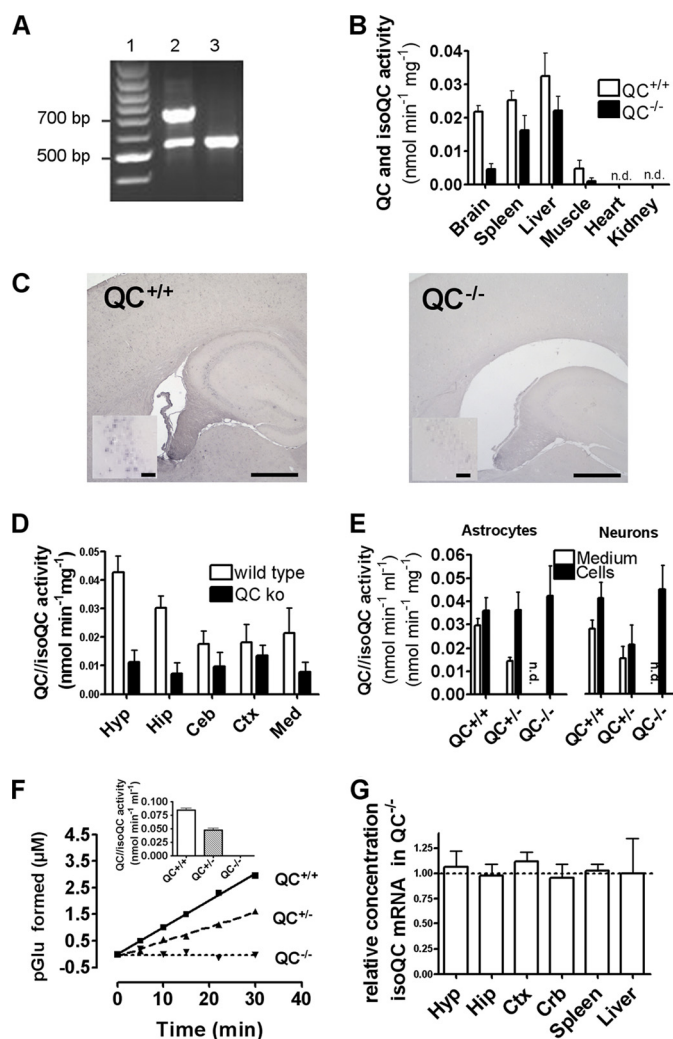 A
1 2 3
700 bp
500 bp
B
QC and isoQC activity
(nmol min⁻¹ mg⁻¹)
0.04
0.03
0.02
0.01
0.00
QC+/+
QC-/-
n.d. n.d.
Brain Spleen Liver Muscle Heart Kidney
C
QC+/+
QC-/-
D
QC//isoQC activity
(nmol min⁻¹mg⁻¹)
0.05
0.04
0.03
0.02
0.01
0.00
wild type
QC ko
Hyp Hip Ceb Ctx Med
E
Astrocytes Neurons
QC//isoQC activity
(nmol min⁻¹ ml⁻¹)
(nmol min⁻¹ mg⁻¹)
0.06
0.05
0.04
0.03
0.02
0.01
0.00
Medium
Cells
n.d. n.d.
QC+/+ QC+/- QC-/- QC+/+ QC+/- QC-/-
F
QC//isoQC activity
(nmol min⁻¹ ml⁻¹)
0.100
0.075
0.050
0.025
0.000
QC+/+ QC+/- QC-/-
pGlu formed (µM)
4.5
3.5
2.5
1.5
0.5
-0.5
QC+/+
QC+/-
QC-/-
0 10 20 30 40
Time (min)
G
relative concentration
isoQC mRNA in QC-/-
1.25
1.00
0.75
0.50
0.25
0.00
Hyp Hip Ctx Crb Spleen Liver